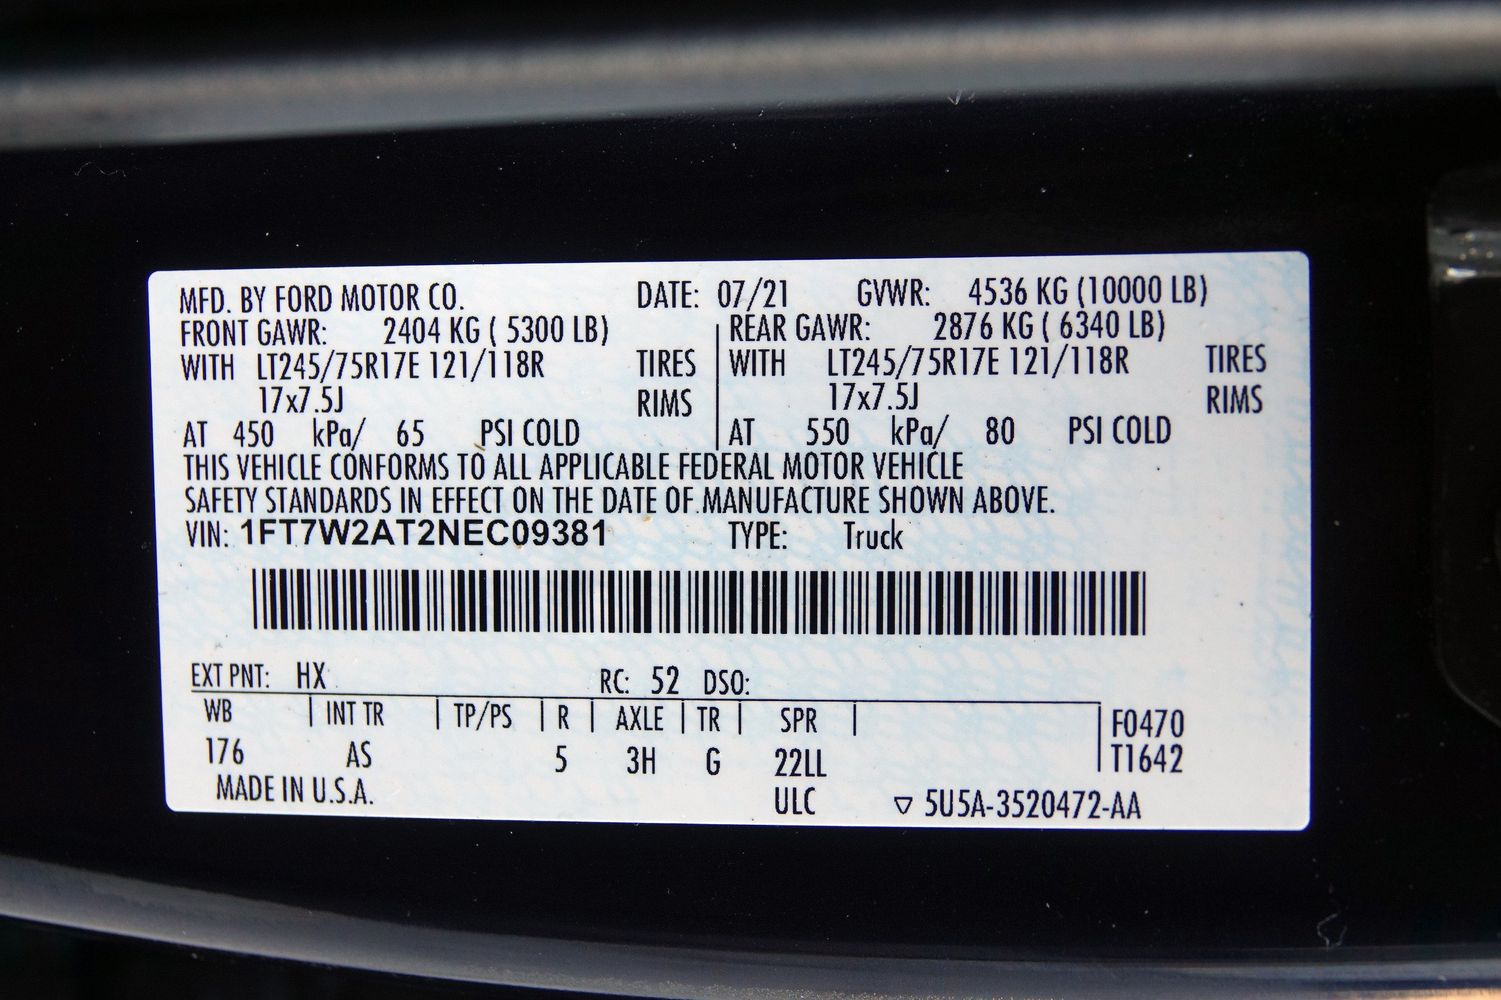 MFD. BY FORD MOTOR CO. DATE: 07/21 GVWR: 4536 KG (10000 LB)
FRONT GAWR: 2404 KG ( 5300 LB) REAR GAWR: 2876 KG ( 6340 LB)
WITH LT245/75R17E 121/118R TIRES WITH LT245/75R17E 121/118R TIRES
17x7.5J RIMS 17x7.5J RIMS
AT 450 kPa/ 65 PSI COLD AT 550 kPa/ 80 PSI COLD
THIS VEHICLE CONFORMS TO ALL APPLICABLE FEDERAL MOTOR VEHICLE
SAFETY STANDARDS IN EFFECT ON THE DATE OF MANUFACTURE SHOWN ABOVE.
VIN: 1FT7W2AT2NEC09381 TYPE: Truck
EXT PNT: HX RC: 52 DSO:
WB INT TR TP/PS R AXLE TR SPR F0470
176 AS 5 3H G 22LL T1642
MADE IN U.S.A. ULC ▽ 5U5A-3520472-AA